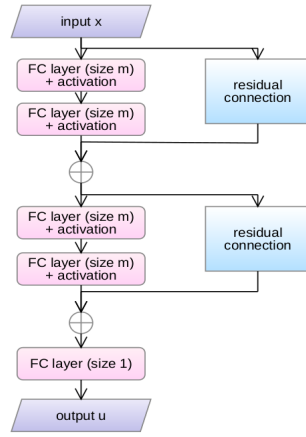 input x
FC layer (size m)
+ activation
FC layer (size m)
+ activation
residual
connection
FC layer (size m)
+ activation
FC layer (size m)
+ activation
residual
connection
FC layer (size 1)
output u